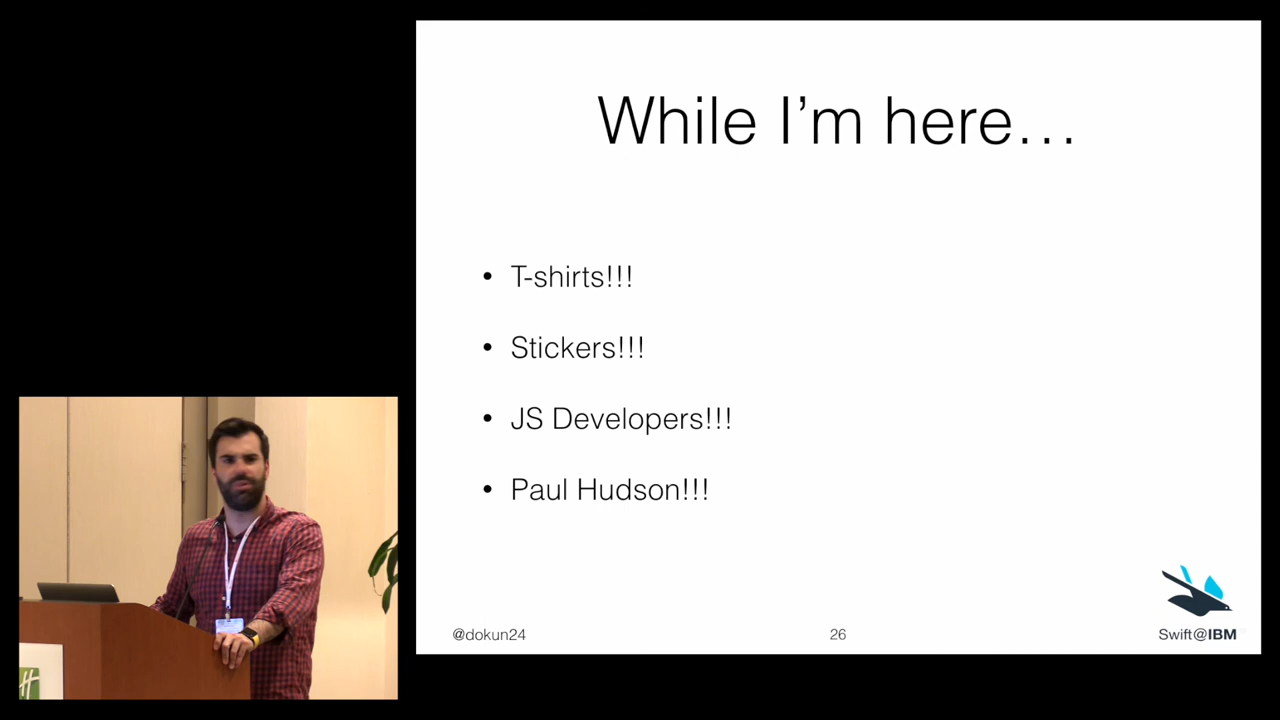 While I'm here…
• T-shirts!!!
• Stickers!!!
• JS Developers!!!
• Paul Hudson!!!
@dokun24
26
Swift@IBM
H